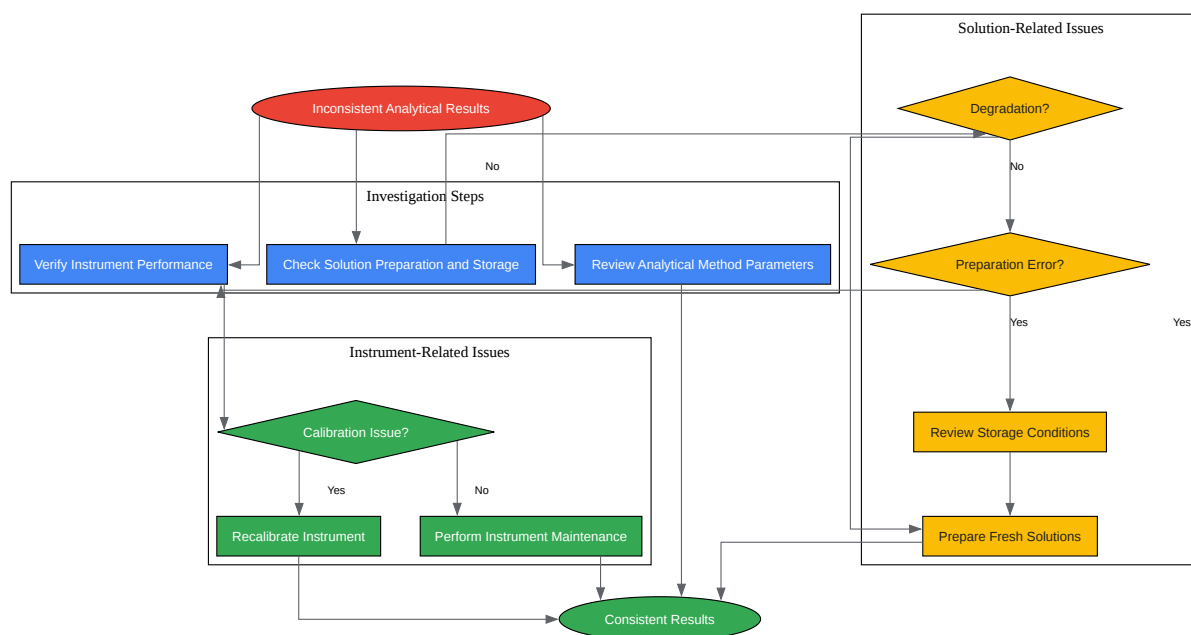 Solution-Related Issues
Inconsistent Analytical Results
Degradation?
No
No
Investigation Steps
Verify Instrument Performance
Check Solution Preparation and Storage
Review Analytical Method Parameters
Preparation Error?
Yes
Yes
Instrument-Related Issues
Calibration Issue?
Review Storage Conditions
Yes
No
Recalibrate Instrument
Perform Instrument Maintenance
Prepare Fresh Solutions
Consistent Results